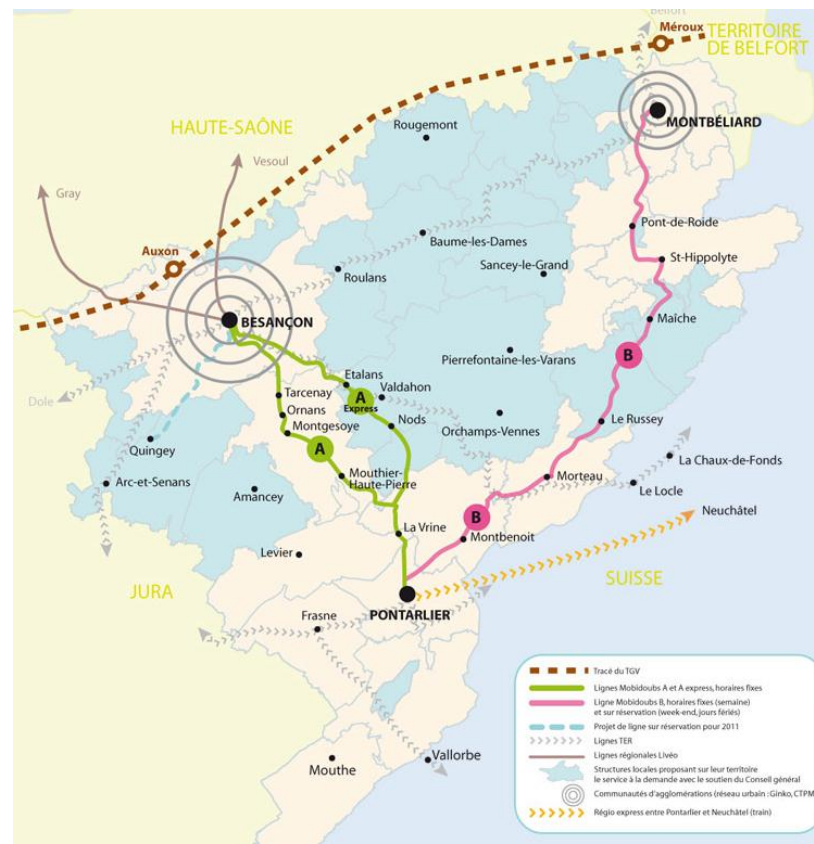 Belfort
Méroux
TERRITOIRE
DE BELFORT
MONTBÉLIARD
HAUTE-SAÔNE
Rougemont
Vesoul
Gray
Auxon
Pont-de-Roide
Baume-les-Dames
St-Hippolyte
Sancey-le-Grand
Roulans
BESANÇON
Maîche
Pierrefontaine-les-Varans
B
Etalans
Valdahon
A
Express
Dole
Tarcenay
Ornans
Nods
Orchamps-Vennes
Le Russey
Montgesoye
Quingey
A
La Chaux-de-Fonds
Mouthier-
Haute-Pierre
Morteau
Arc-et-Senans
Amancey
Le Locle
Neuchâtel
B
La Vrine
Montbenoit
Levier
SUISSE
JURA
PONTARLIER
Frasne
Vallorbe
Mouthe
Tracé du TGV
Lignes Mobidoubs A et A express, horaires fixes
Ligne Mobidoubs B, horaires fixes (semaine)
et sur réservation (week-end, jours fériés)
Projet de ligne sur réservation pour 2011
Lignes TER
Lignes régionales Livéo
Structures locales proposant sur leur territoire
le service à la demande avec le soutien du Conseil général
Communautés d'agglomérations (réseau urbain : Ginko, CTPM)
Régio express entre Pontarlier et Neuchâtel (train)